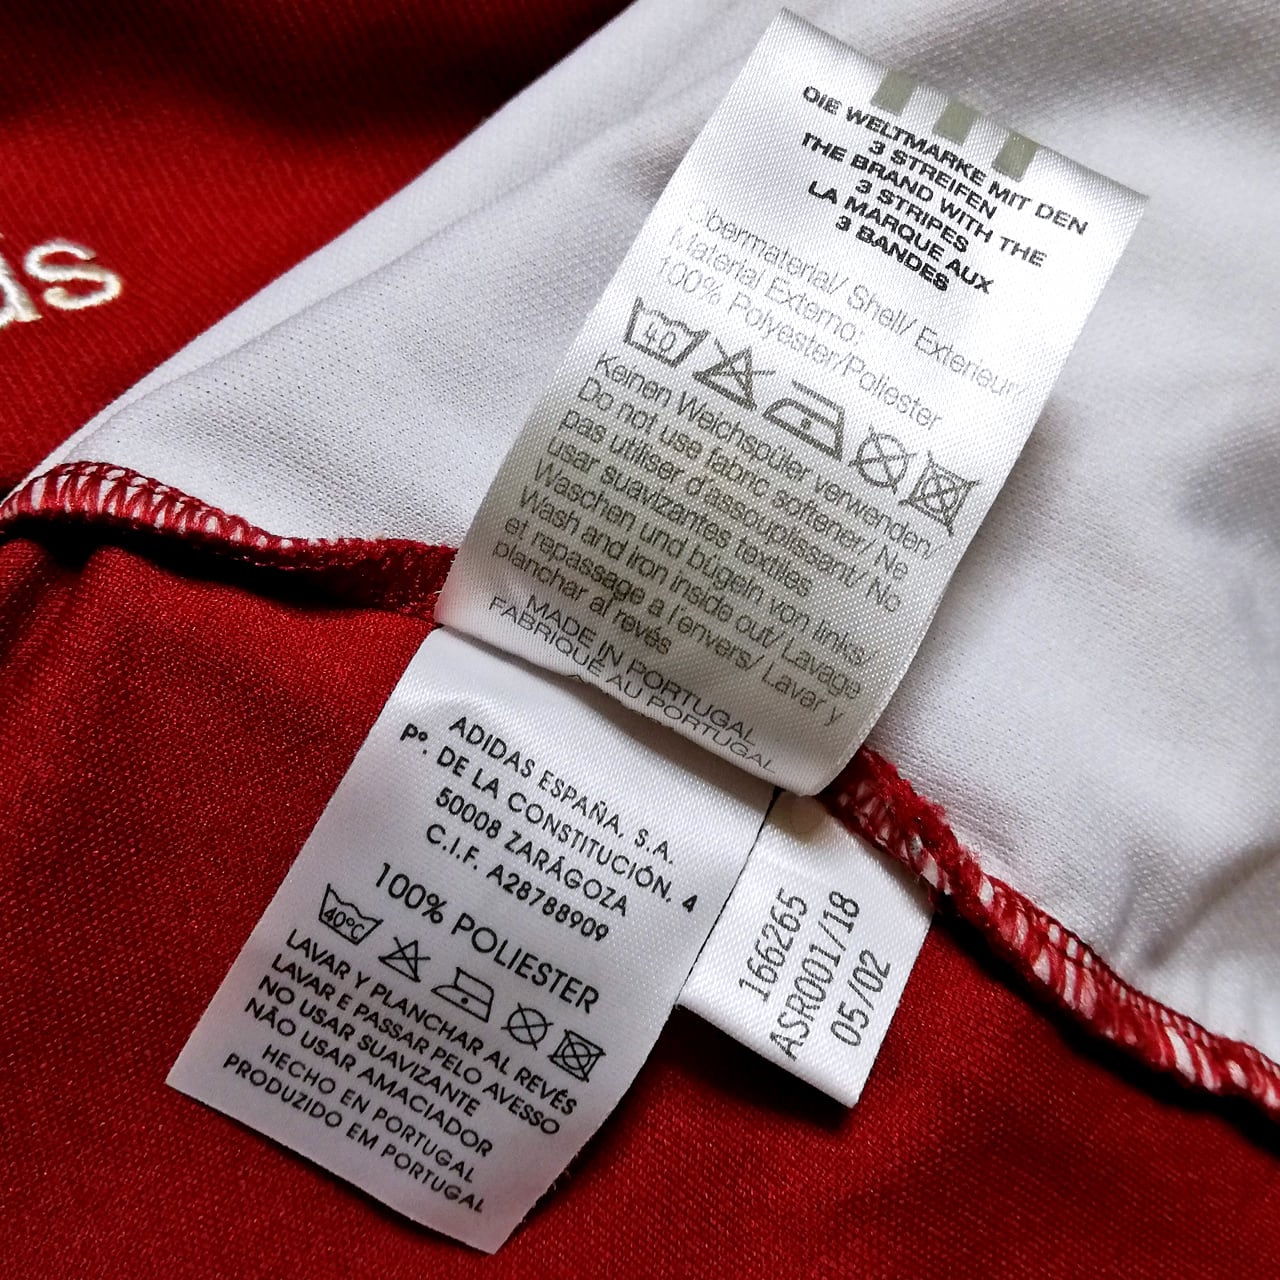 DIE WELTMARKE MIT DEN
3 STREIFEN
THE BRAND WITH THE
3 STRIPES
LA MARQUE AUX
3 BANDES
Obermaterial/ Shell/ Exterieur/
Material Externo:
100% Polyester/Poliester
40
Keinen Weichspüler verwenden/
Do not use fabric softener/ Ne
pas utiliser d'assouplissant/ No
usar suavizantes textiles
Waschen und bügeln von links/
Wash and iron inside out/ Lavage
et repassage a l'envers/ Lavar y
planchar al revés
MADE IN PORTUGAL
FABRIQUE AU PORTUGAL
ADIDAS ESPAÑA, S.A.
Pº. DE LA CONSTITUCIÓN, 4
50008 ZARÁGOZA
C.I.F. A28788909
100% POLIESTER
40ºC
LAVAR Y PLANCHAR AL REVÉS
LAVAR E PASSAR PELO AVESSO
NO USAR SUAVIZANTE
NÃO USAR AMACIADOR
HECHO EN PORTUGAL
PRODUZIDO EM PORTUGAL
166265
ASR001/18
05/02